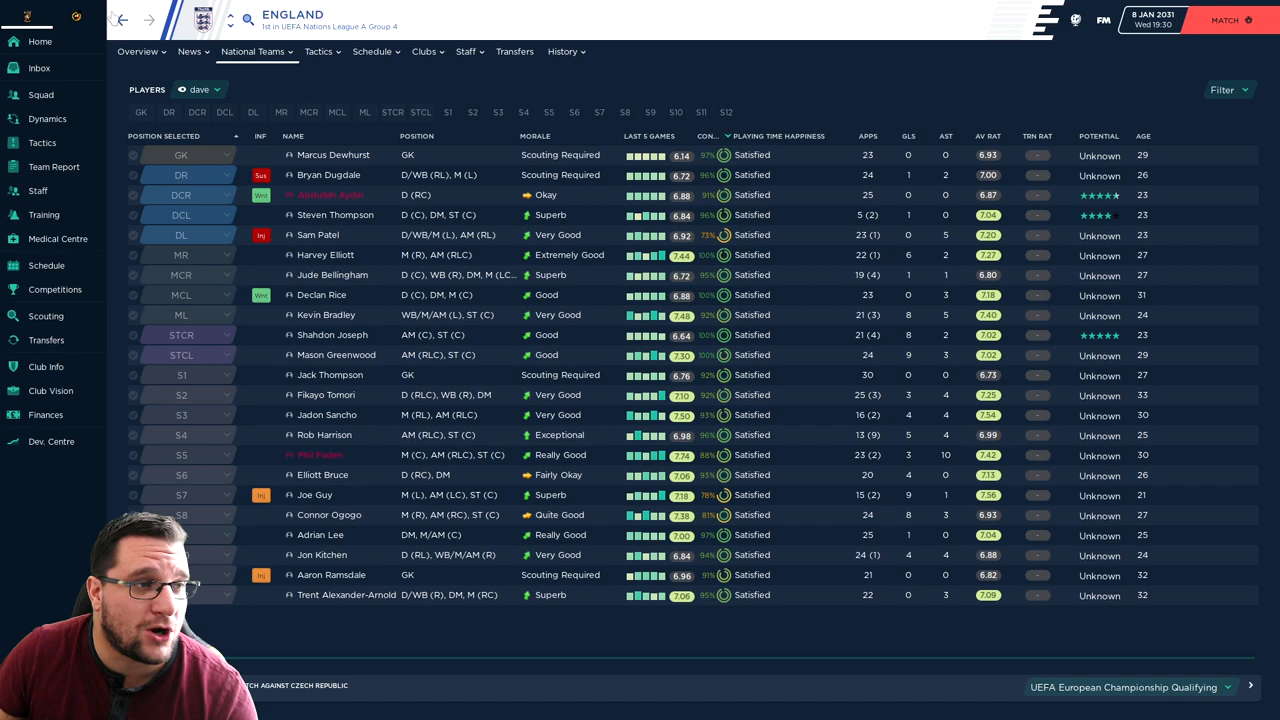 ENGLAND
1st in UEFA Nations League A Group 4
FM
8 JAN 2031
Wed 19:30
MATCH
Home
Inbox
Squad
Dynamics
Tactics
Team Report
Staff
Training
Medical Centre
Schedule
Competitions
Scouting
Transfers
Club Info
Club Vision
Finances
Dev. Centre
Overview News National Teams Tactics Schedule Clubs Staff Transfers History
PLAYERS dave Filter
GK DR DCR DCL DL MR MCR MCL ML STCR STCL S1 S2 S3 S4 S5 S6 S7 S8 S9 S10 S11 S12
POSITION SELECTED INF NAME POSITION MORALE LAST 5 GAMES CON... PLAYING TIME HAPPINESS APPS GLS AST AV RAT TRN RAT POTENTIAL AGE
GK Marcus Dewhurst GK Scouting Required 6.14 97% Satisfied 23 0 0 6.93 - Unknown 29
DR Sus Bryan Dugdale D/WB (RL), M (L) Scouting Required 6.72 96% Satisfied 24 1 2 7.00 - Unknown 26
DCR Wnt Abdullah Aydin D (RC) Okay 6.88 91% Satisfied 25 0 0 6.87 - 23
DCL Steven Thompson D (C), DM, ST (C) Superb 6.84 96% Satisfied 5 (2) 1 0 7.04 - 23
DL Inj Sam Patel D/WB/M (L), AM (RL) Very Good 6.92 73% Satisfied 23 (1) 0 5 7.20 - Unknown 23
MR Harvey Elliott M (R), AM (RLC) Extremely Good 7.44 100% Satisfied 22 (1) 6 2 7.27 - Unknown 27
MCR Jude Bellingham D (C), WB (R), DM, M (LC... Superb 6.72 95% Satisfied 19 (4) 1 1 6.80 - Unknown 27
MCL Wnt Declan Rice D (C), DM, M (C) Good 6.88 100% Satisfied 23 0 3 7.18 - Unknown 31
ML Kevin Bradley WB/M/AM (L), ST (C) Very Good 7.48 92% Satisfied 21 (3) 8 5 7.40 - Unknown 24
STCR Shahdon Joseph AM (C), ST (C) Good 6.64 100% Satisfied 21 (4) 8 2 7.02 - 23
STCL Mason Greenwood AM (RLC), ST (C) Good 7.30 100% Satisfied 24 9 3 7.02 - Unknown 29
S1 Jack Thompson GK Scouting Required 6.76 92% Satisfied 30 0 0 6.73 - Unknown 27
S2 Fikayo Tomori D (RLC), WB (R), DM Very Good 7.10 92% Satisfied 25 (3) 3 4 7.25 - Unknown 33
S3 Jadon Sancho M (RL), AM (RLC) Very Good 7.50 93% Satisfied 16 (2) 4 4 7.54 - Unknown 30
S4 Rob Harrison AM (RLC), ST (C) Exceptional 6.98 96% Satisfied 13 (9) 5 4 6.99 - Unknown 25
S5 Phil Foden M (C), AM (RLC), ST (C) Really Good 7.74 88% Satisfied 23 (2) 3 10 7.42 - Unknown 30
S6 Elliott Bruce D (RC), DM Fairly Okay 7.06 93% Satisfied 20 4 0 7.13 - Unknown 26
S7 Inj Joe Guy M (L), AM (LC), ST (C) Superb 7.18 78% Satisfied 15 (2) 9 1 7.56 - Unknown 21
S8 Connor Ogogo M (R), AM (RC), ST (C) Quite Good 7.38 81% Satisfied 24 8 3 6.93 - Unknown 27
Adrian Lee DM, M/AM (C) Really Good 7.00 97% Satisfied 25 1 0 7.04 - Unknown 25
Jon Kitchen D (RL), WB/M/AM (R) Very Good 6.84 94% Satisfied 24 (1) 4 4 6.88 - Unknown 24
Inj Aaron Ramsdale GK Scouting Required 6.96 91% Satisfied 21 0 0 6.82 - Unknown 32
Trent Alexander-Arnold D/WB (R), DM, M (RC) Superb 7.06 95% Satisfied 22 0 3 7.09 - Unknown 32
TCH AGAINST CZECH REPUBLIC
UEFA European Championship Qualifying